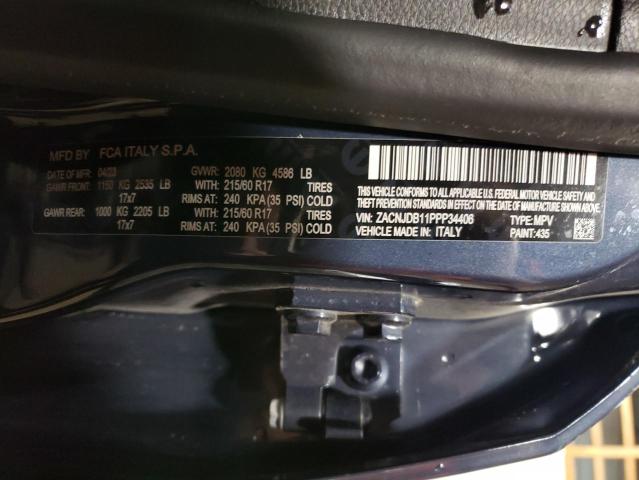 MFD BY FCA ITALY S.P.A.
DATE OF MFR 04/23 GVWR: 2080 KG 4586 LB
GAWR FRONT: 1150 KG 2535 LB WITH: 215/60 R17 TIRES
17x7 RIMS AT: 240 KPA (35 PSI) COLD
GAWR REAR: 1000 KG 2205 LB WITH: 215/60 R17 TIRES
17x7 RIMS AT: 240 KPA (35 PSI) COLD
THIS VEHICLE CONFORMS TO ALL APPLICABLE FEDERAL MOTOR VEHICLE SAFETY AND
THEFT PREVENTION STANDARDS IN EFFECT ON THE DATE OF MANUFACTURE SHOWN ABOVE.
VIN: ZACNJDB11PPP34406 TYPE: MPV
VEHICLE MADE IN: ITALY PAINT: 435